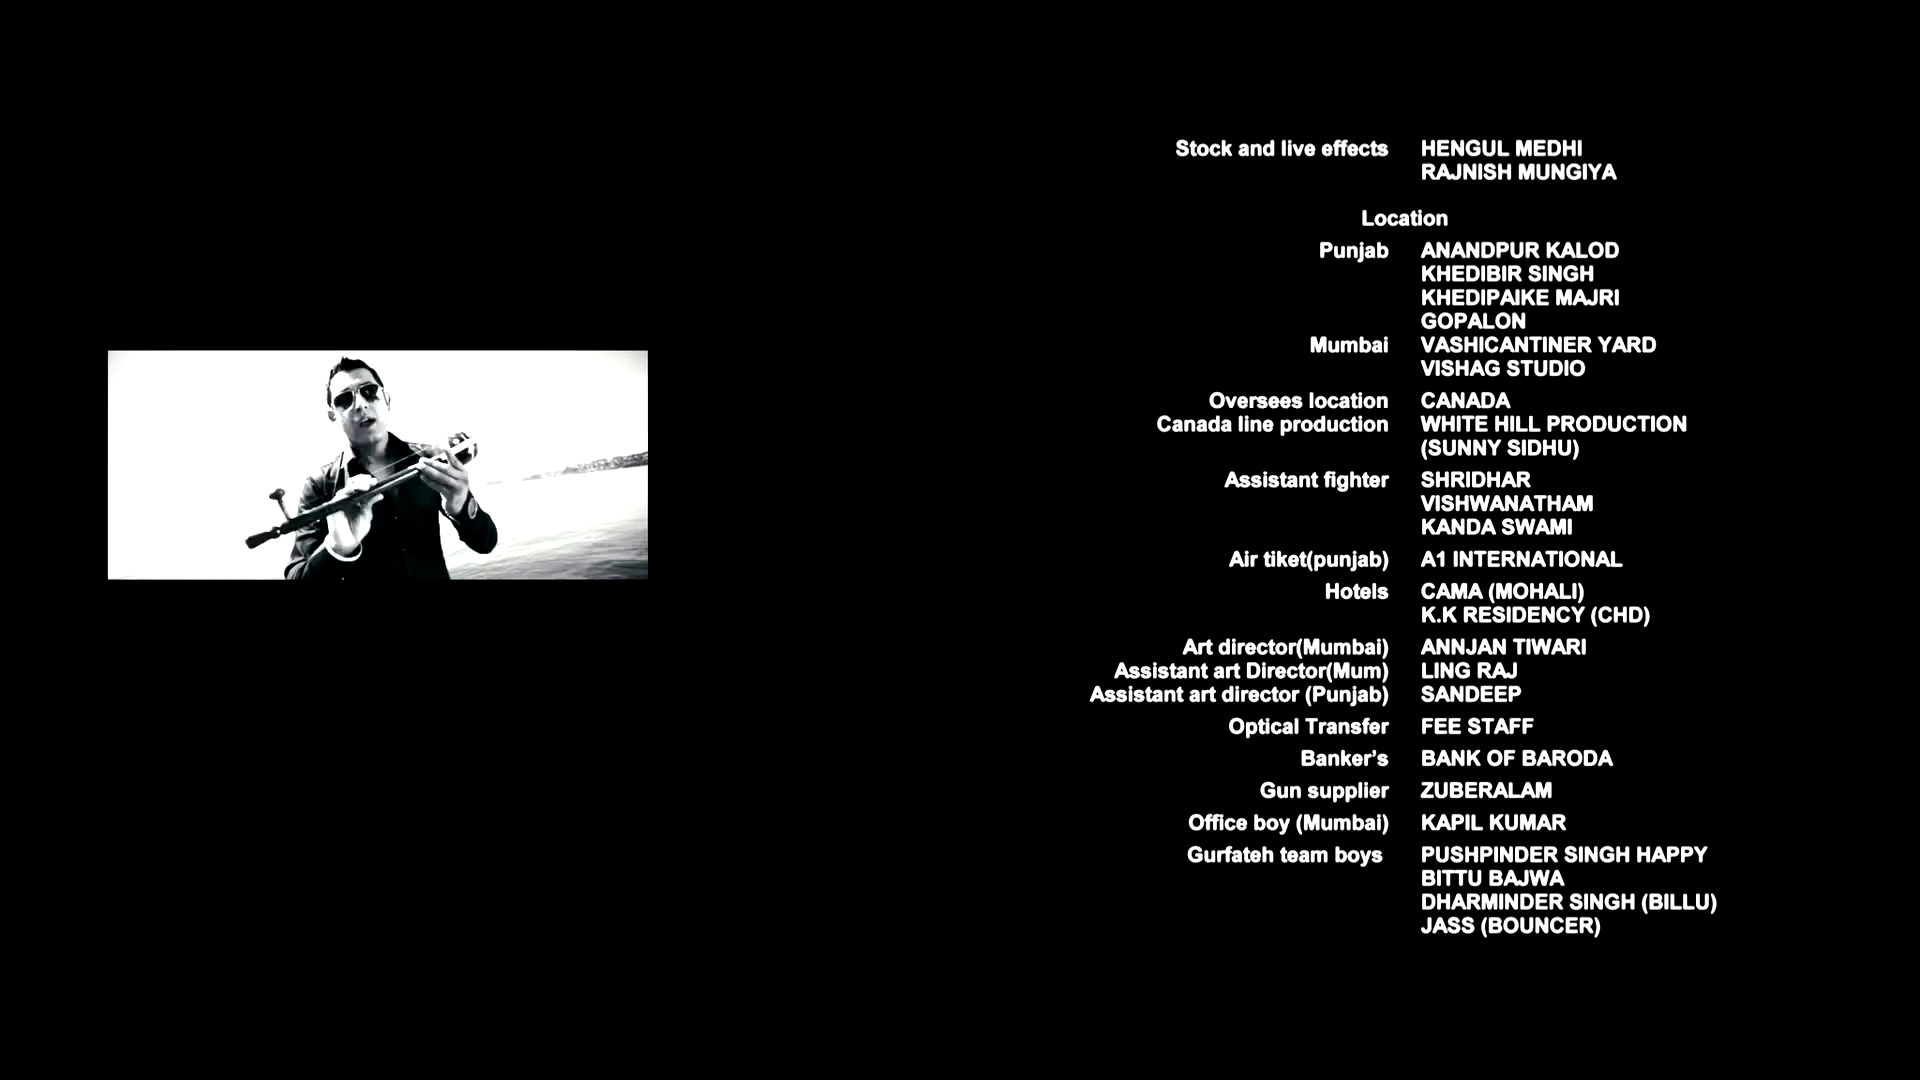 Stock and live effects HENGUL MEDHI
RAJNISH MUNGIYA
Location
Punjab ANANDPUR KALOD
KHEDIBIR SINGH
KHEDIPAIKE MAJRI
GOPALON
Mumbai VASHICANTINER YARD
VISHAG STUDIO
Oversees location CANADA
Canada line production WHITE HILL PRODUCTION
(SUNNY SIDHU)
Assistant fighter SHRIDHAR
VISHWANATHAM
KANDA SWAMI
Air tiket(punjab) A1 INTERNATIONAL
Hotels CAMA (MOHALI)
K.K RESIDENCY (CHD)
Art director(Mumbai) ANNJAN TIWARI
Assistant art Director(Mum) LING RAJ
Assistant art director (Punjab) SANDEEP
Optical Transfer FEE STAFF
Banker’s BANK OF BARODA
Gun supplier ZUBERALAM
Office boy (Mumbai) KAPIL KUMAR
Gurfateh team boys PUSHPINDER SINGH HAPPY
BITTU BAJWA
DHARMINDER SINGH (BILLU)
JASS (BOUNCER)